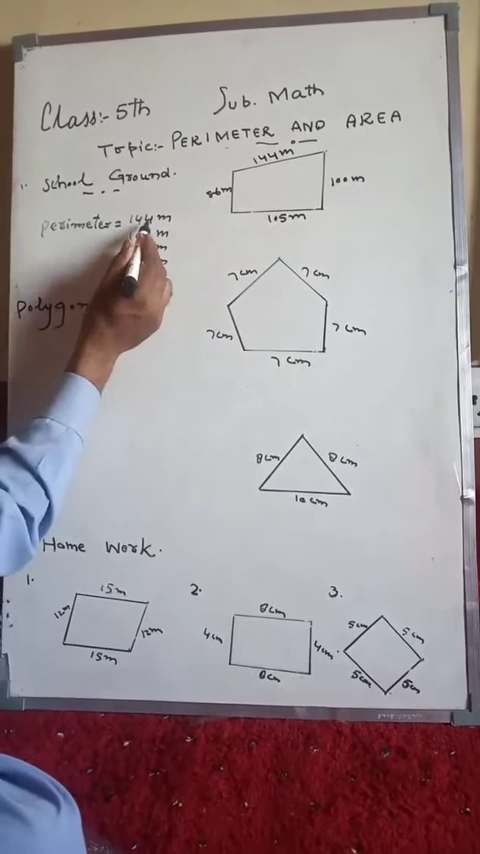 Class:- 5th Sub. Math
Topic:- PERIMETER AND AREA
1. School Ground.
144m
86m
100m
105m
Perimeter = 144 m
m
m
Polygon
7cm 7cm
7cm 7cm
7cm
8cm 8cm
10cm
Home Work.
1. 2. 3.
15m
12m
12m
15m
8cm
4cm
4cm
8cm
5cm 5cm
5cm 5cm